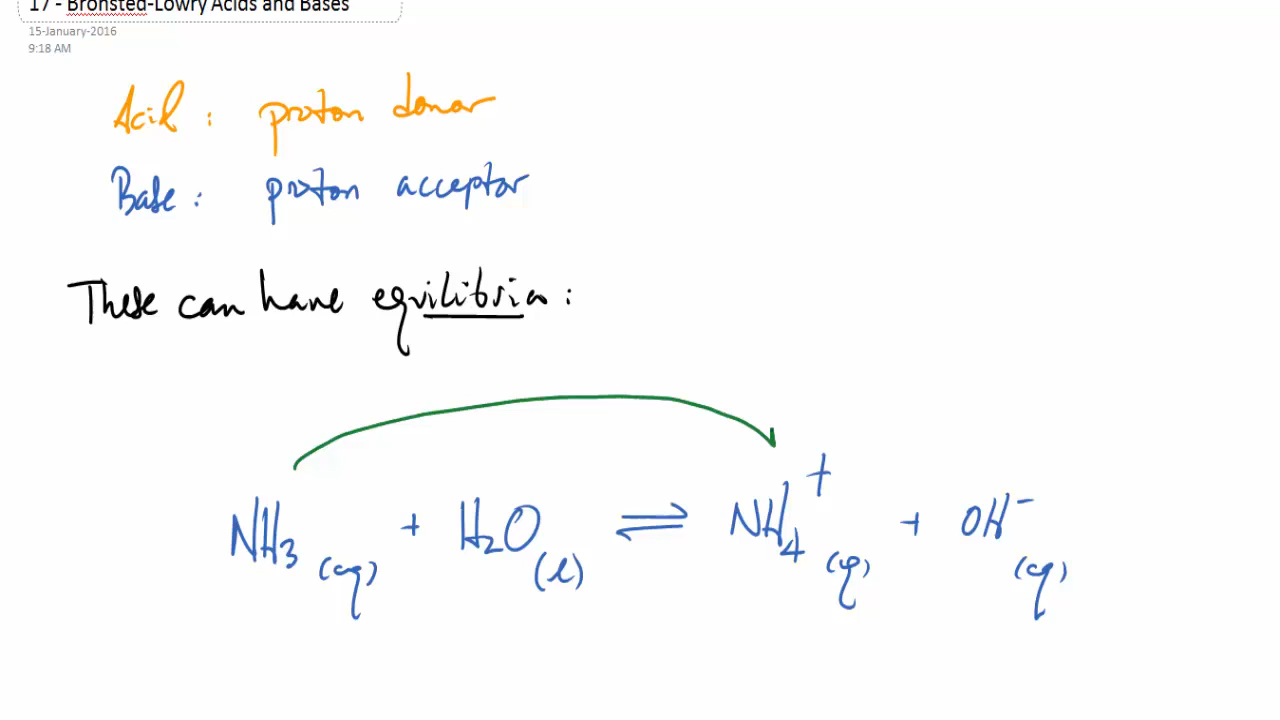 17 - Bronsted-Lowry Acids and Bases
15-January-2016
9:18 AM
Acid : proton donor
Base : proton acceptor
These can have equilibria :
NH₃ (aq) + H₂O (l) ⇌ NH₄⁺ (aq) + OH⁻ (aq)